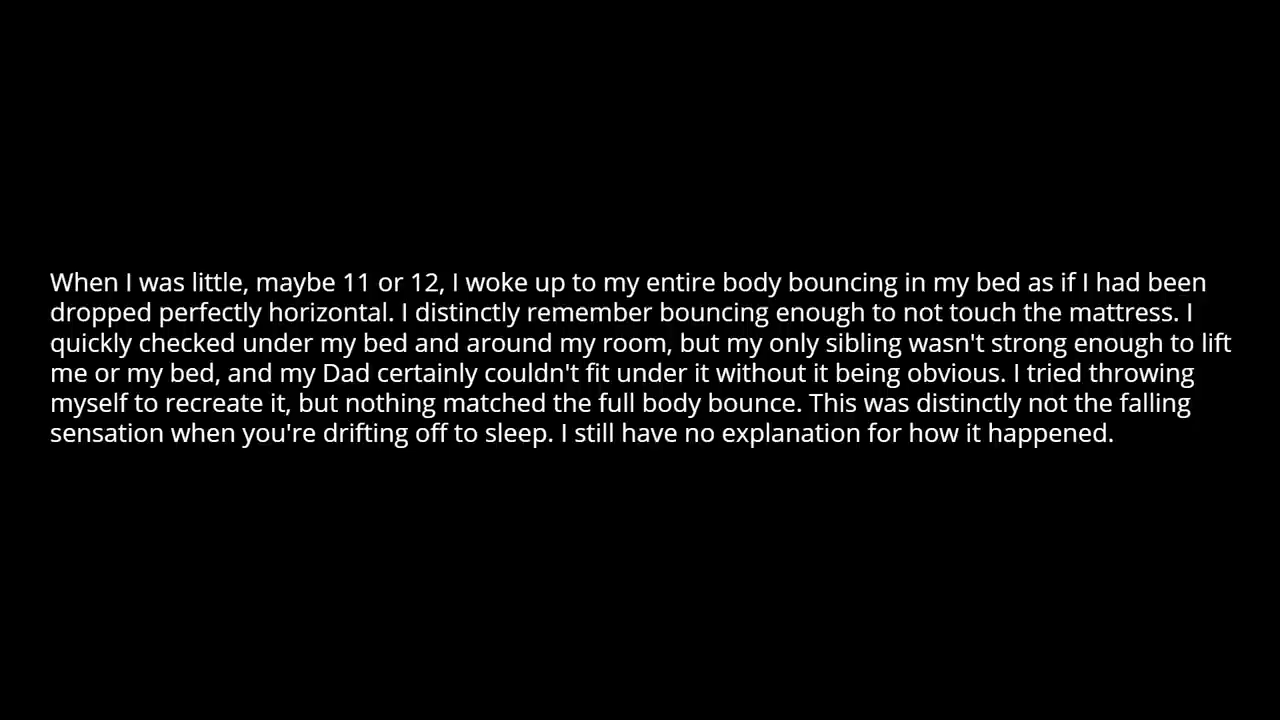 When I was little, maybe 11 or 12, I woke up to my entire body bouncing in my bed as if I had been
dropped perfectly horizontal. I distinctly remember bouncing enough to not touch the mattress. I
quickly checked under my bed and around my room, but my only sibling wasn't strong enough to lift
me or my bed, and my Dad certainly couldn't fit under it without it being obvious. I tried throwing
myself to recreate it, but nothing matched the full body bounce. This was distinctly not the falling
sensation when you're drifting off to sleep. I still have no explanation for how it happened.